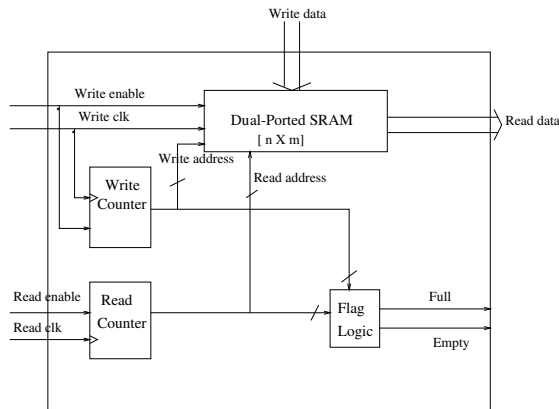 Write data
Write enable
Write clk
Dual-Ported SRAM
[ n X m]
Read data
Write address
Read address
Write
Counter
Read enable
Read clk
Read
Counter
Flag
Logic
Full
Empty